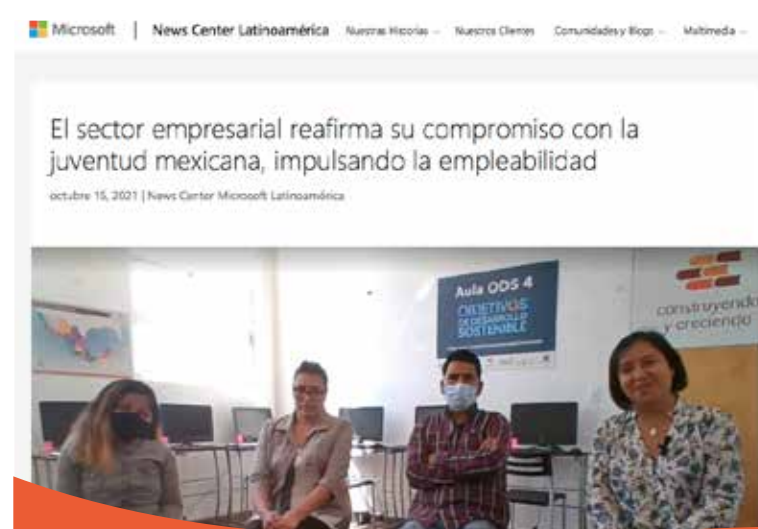 Microsoft | News Center Latinoamérica Nuestras Historias Nuestros Clientes Comunidades y Blogs Multimedia
El sector empresarial reafirma su compromiso con la
juventud mexicana, impulsando la empleabilidad
octubre 15, 2021 | News Center Microsoft Latinoamérica
Aula ODS 4
OBJETIVOS
DE DESARROLLO
SOSTENIBLE
construyendo
y creciendo